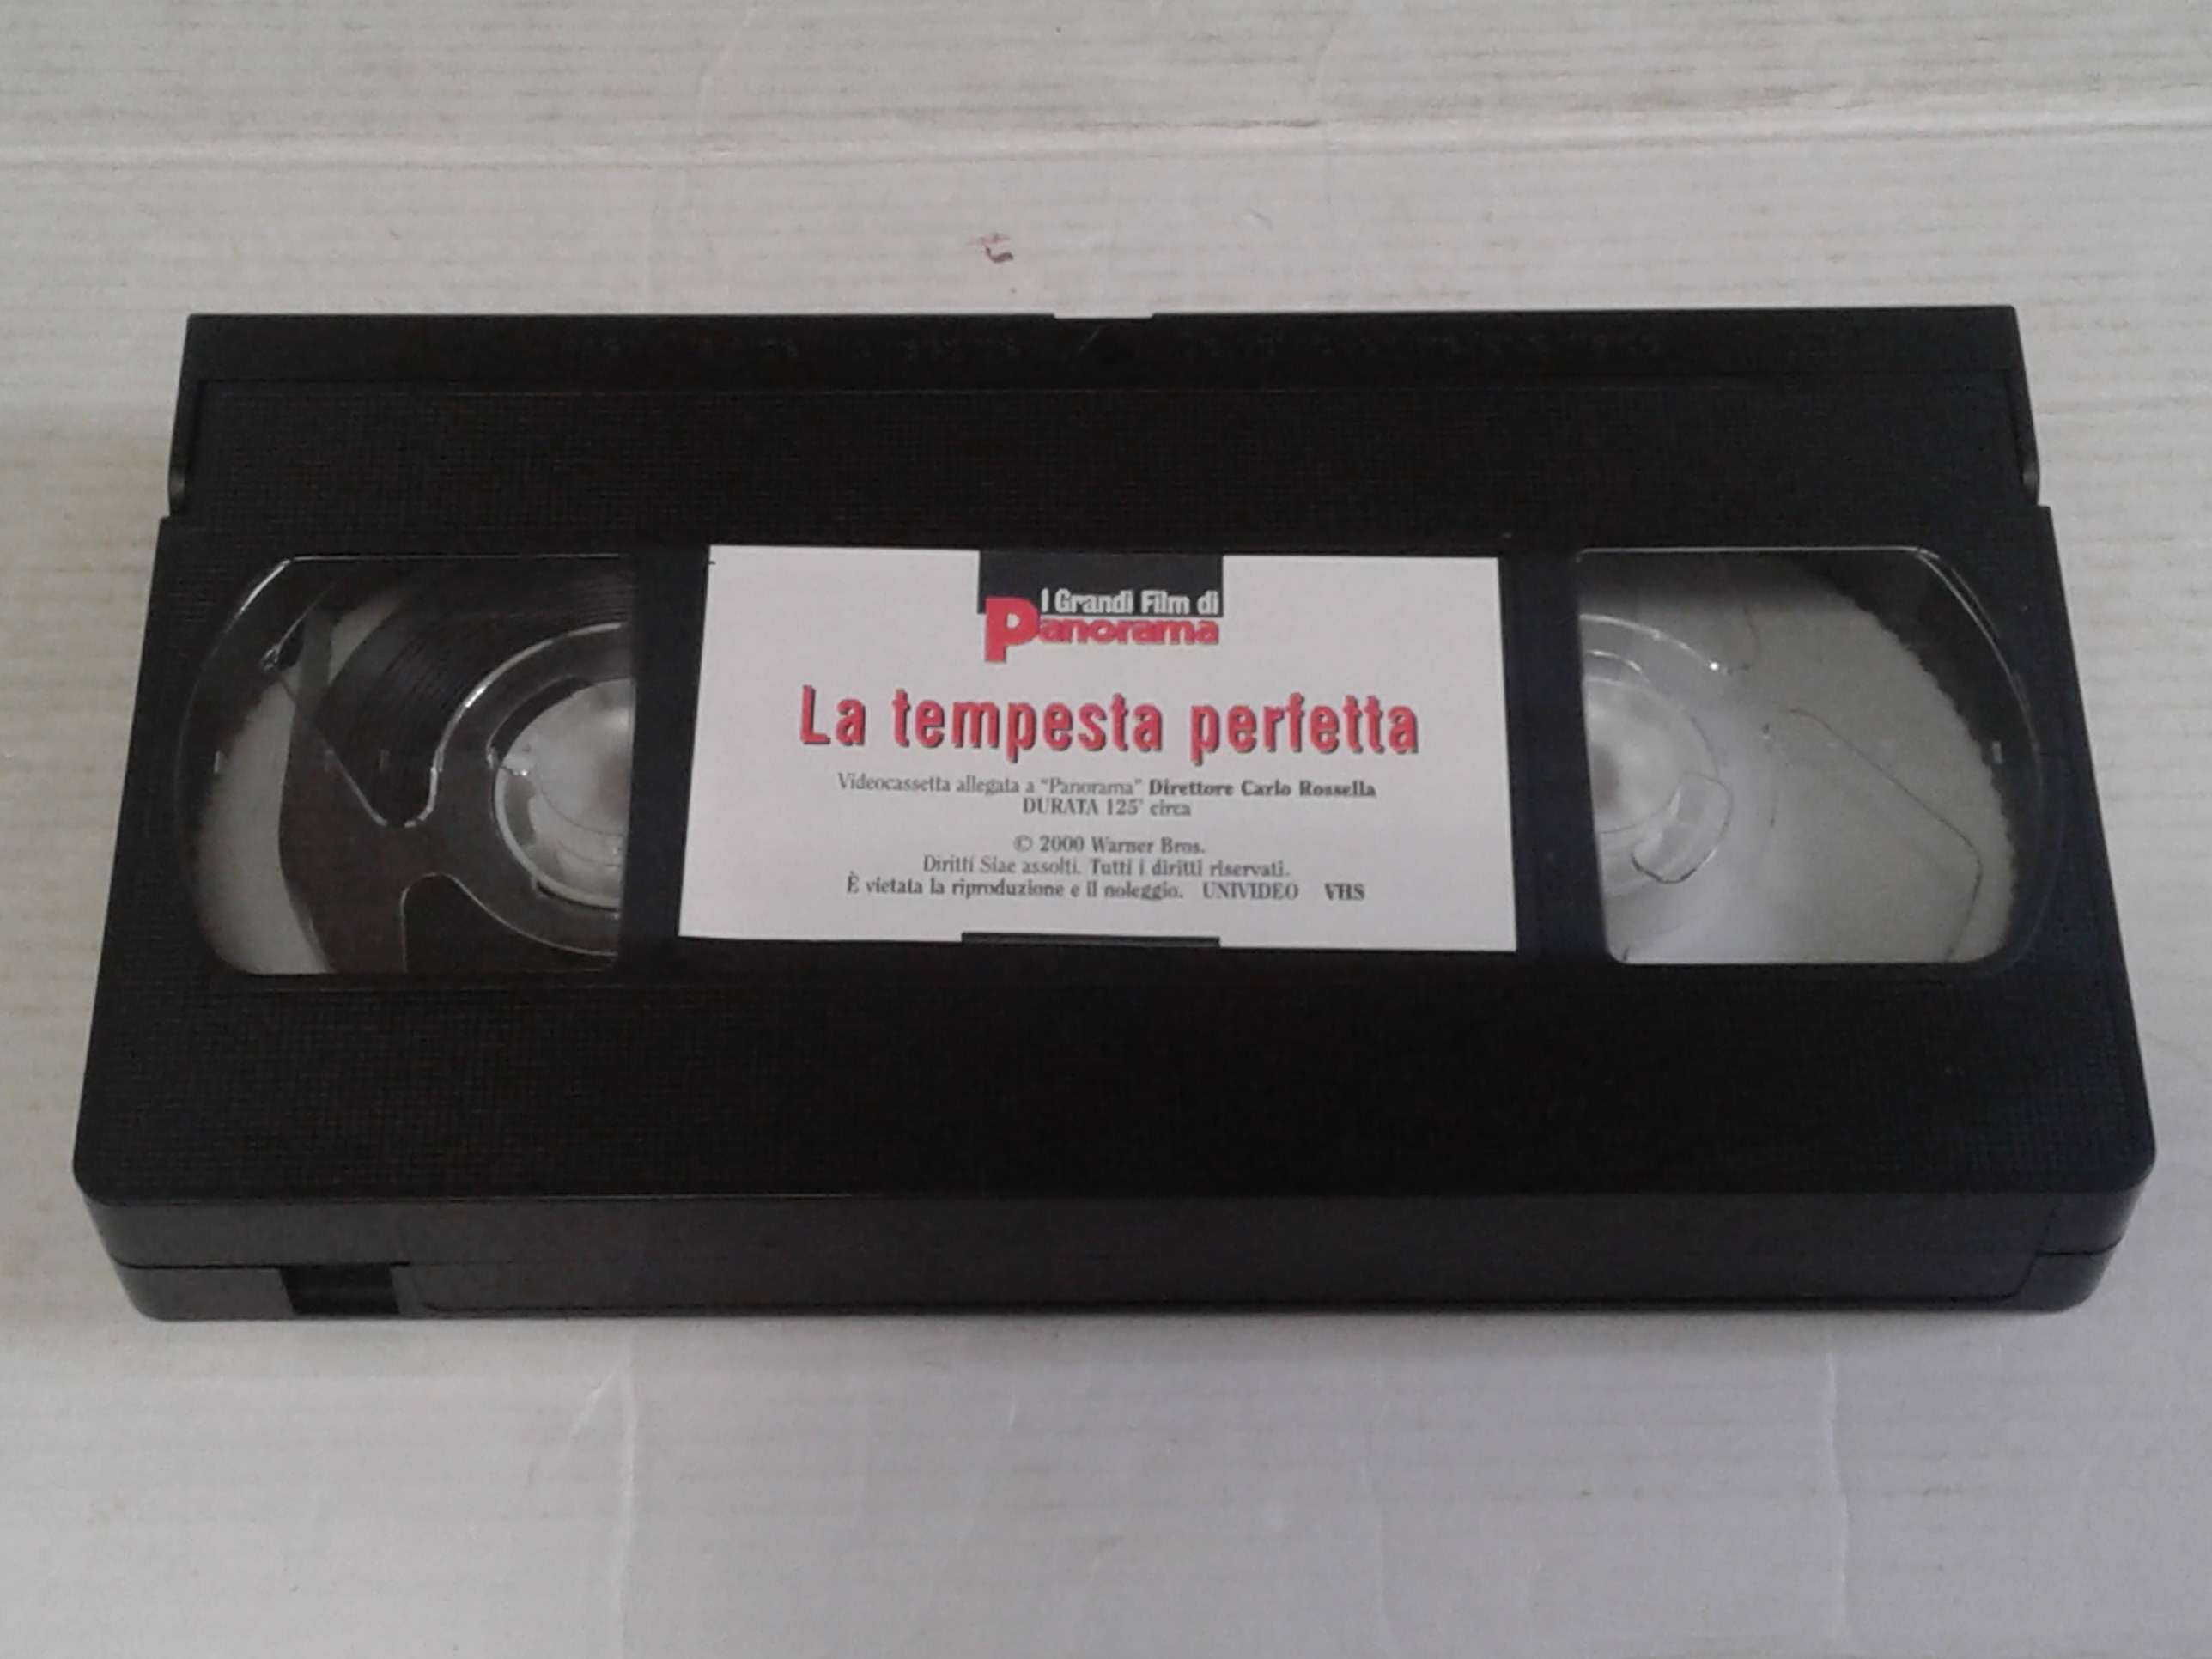 I Grandi Film di
Panorama
La tempesta perfetta
Videocassetta allegata a "Panorama" Direttore Carlo Rossella
DURATA 125' circa
© 2000 Warner Bros.
Diritti Siae assolti. Tutti i diritti riservati.
È vietata la riproduzione e il noleggio. UNIVIDEO VHS